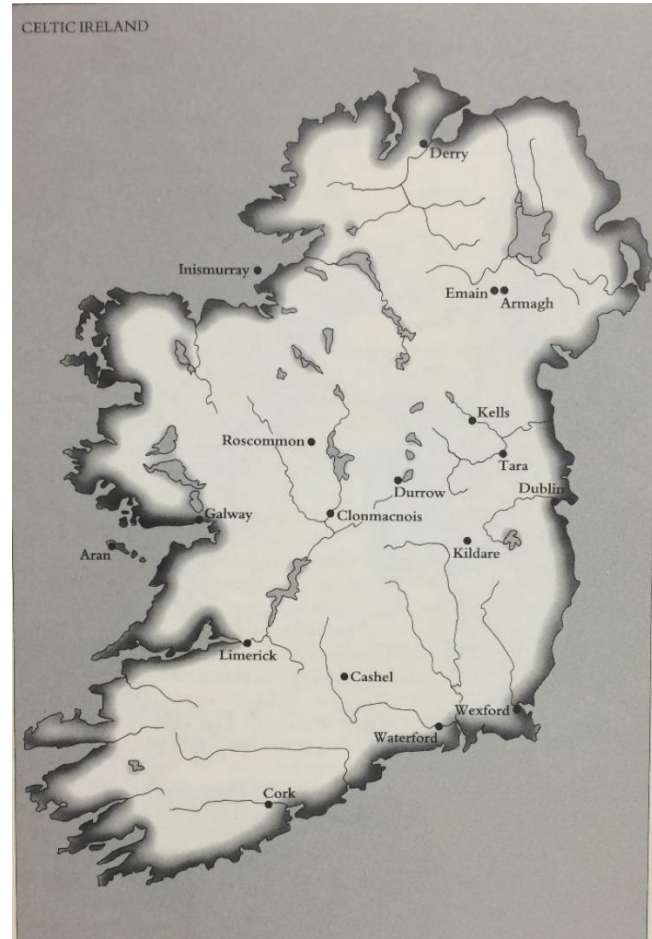 CELTIC IRELAND
Derry
Inismurray
Emain
Armagh
Kells
Roscommon
Tara
Durrow
Dublin
Galway
Clonmacnois
Kildare
Aran
Limerick
Cashel
Wexford
Waterford
Cork